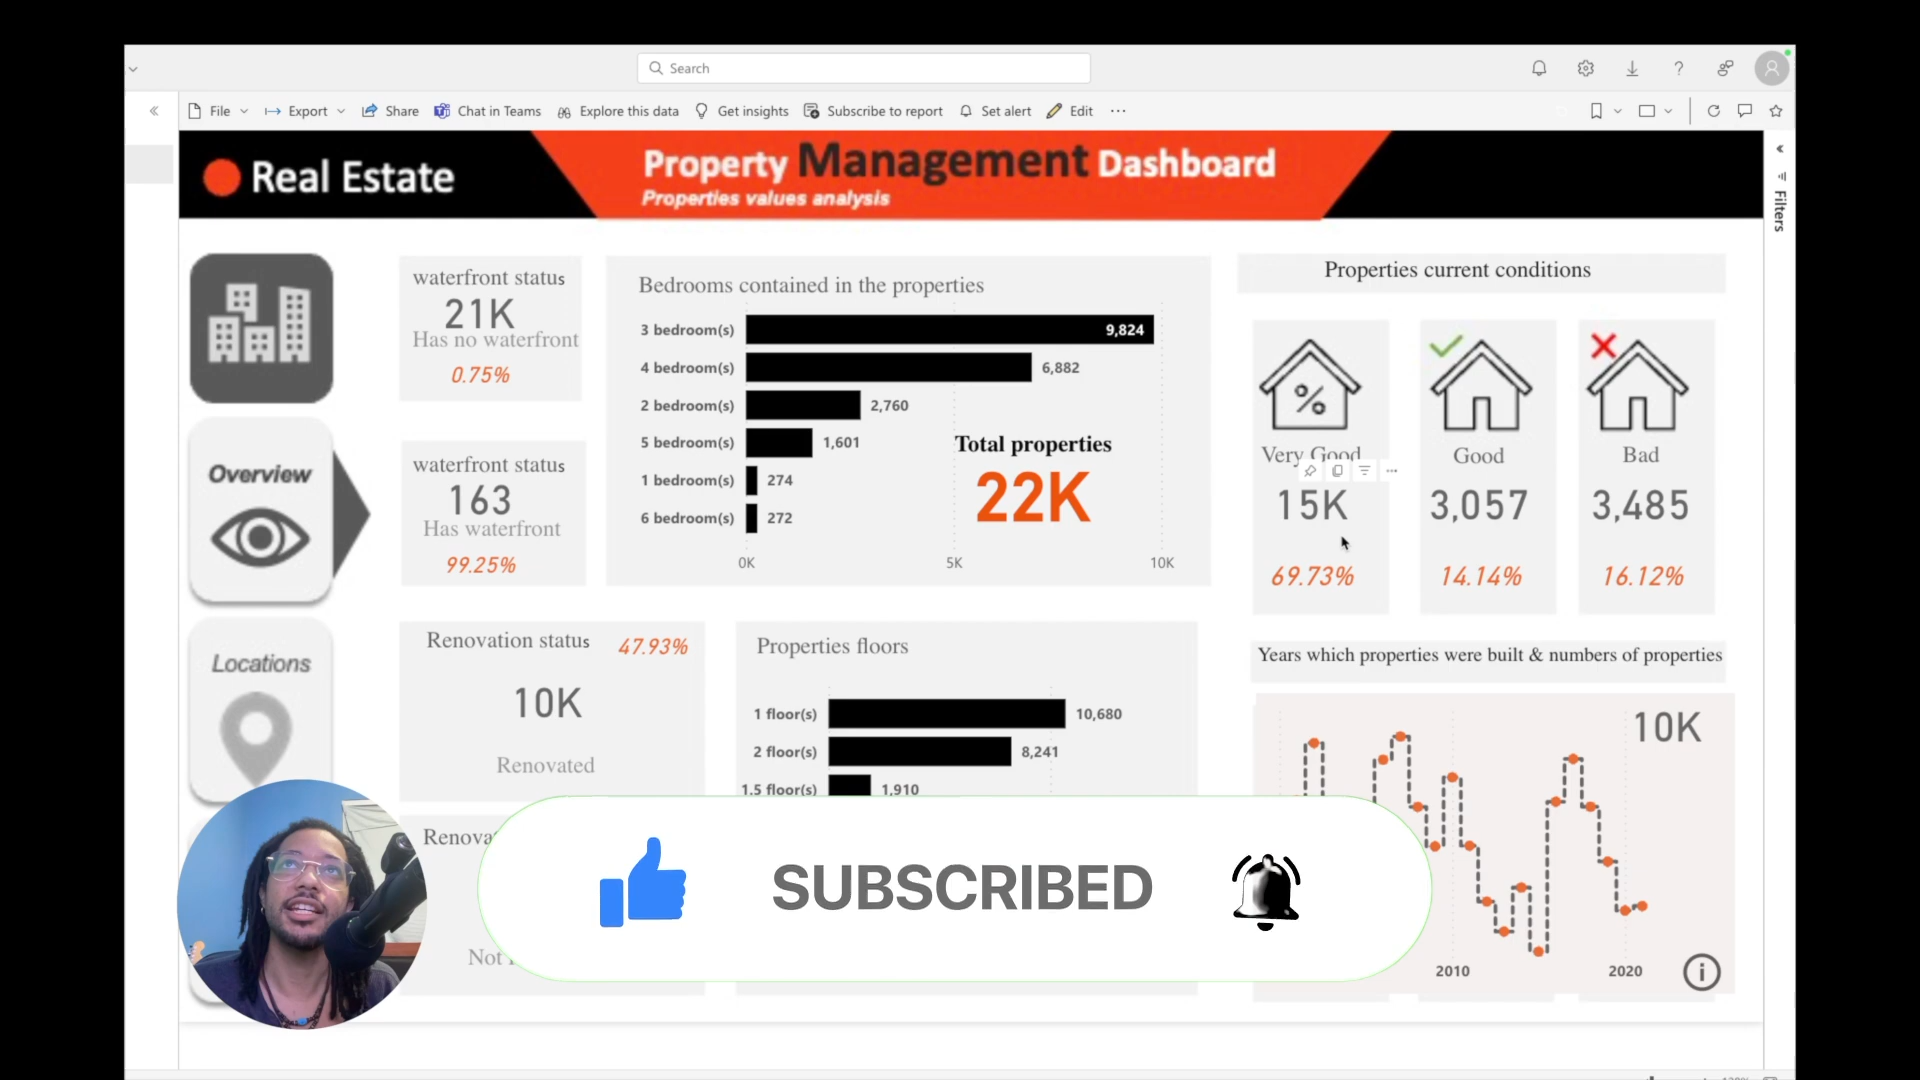 Search
File
Export
Share
Chat in Teams
Explore this data
Get insights
Subscribe to report
Set alert
Edit
Real Estate
Property Management Dashboard
Properties values analysis
Filters
Overview
Locations
waterfront status
21K
Has no waterfront
0.75%
waterfront status
163
Has waterfront
99.25%
Bedrooms contained in the properties
3 bedroom(s) 9,824
4 bedroom(s) 6,882
2 bedroom(s) 2,760
5 bedroom(s) 1,601
1 bedroom(s) 274
6 bedroom(s) 272
0K 5K 10K
Total properties
22K
Properties current conditions
Very Good
15K
69.73%
Good
3,057
14.14%
Bad
3,485
16.12%
Renovation status 47.93%
10K
Renovated
Renova
Not
Properties floors
1 floor(s) 10,680
2 floor(s) 8,241
1.5 floor(s) 1,910
Years which properties were built & numbers of properties
10K
2010 2020
SUBSCRIBED